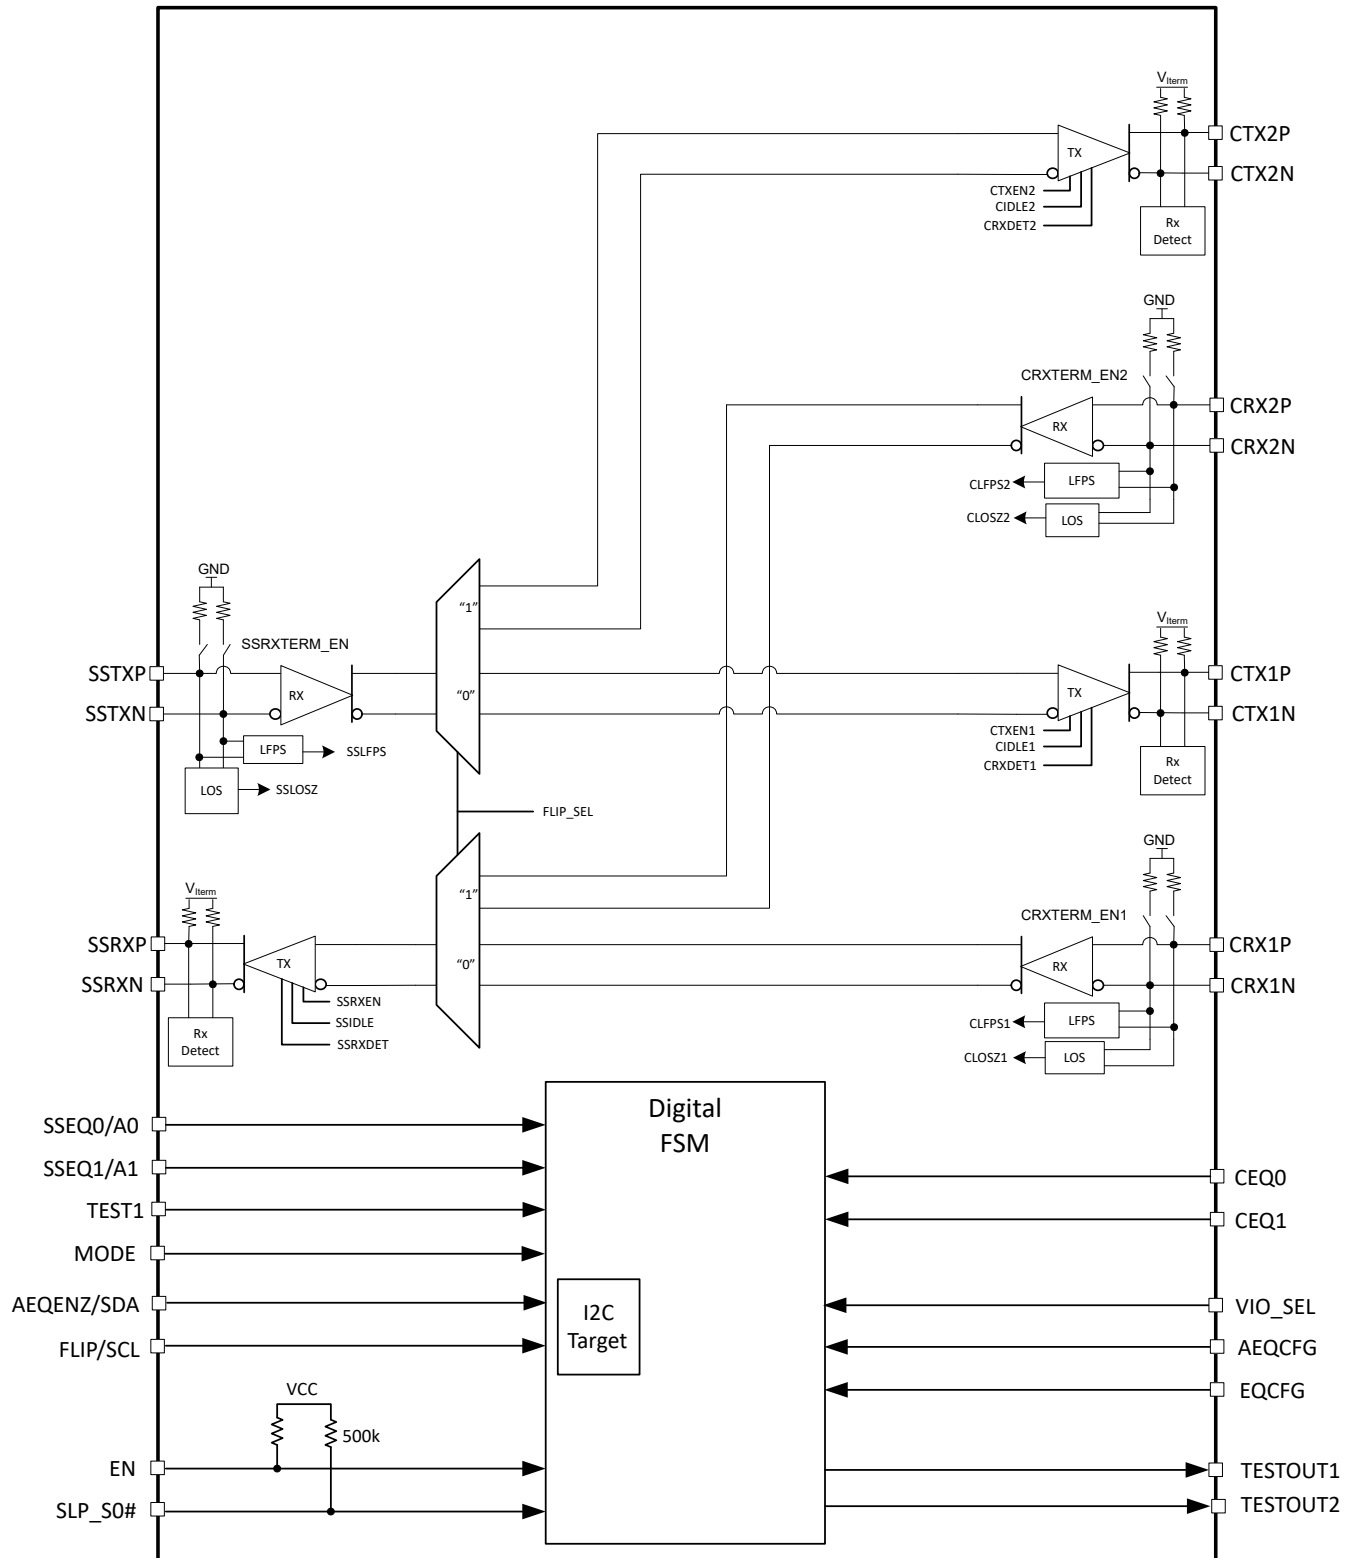 VIterm
CTX2P
TX
CTX2N
CTXEN2
CIDLE2
CRXDET2
Rx
Detect
GND
CRXTERM_EN2
CRX2P
RX
CRX2N
CLFPS2
LFPS
CLOSZ2
LOS
GND
"1"
SSRXTERM_EN
VIterm
SSTXP
RX
"0"
TX
CTX1P
SSTXN
CTX1N
CTXEN1
LFPS
SSLFPS
CIDLE1
CRXDET1
Rx
Detect
LOS
SSLOSZ
FLIP_SEL
GND
VIterm
"1"
CRXTERM_EN1
SSRXP
TX
"0"
RX
CRX1P
SSRXN
CRX1N
SSRXEN
SSIDLE
SSRXDET
Rx
Detect
CLFPS1
LFPS
CLOSZ1
LOS
Digital
FSM
SSEQ0/A0
SSEQ1/A1
CEQ0
TEST1
CEQ1
MODE
AEQENZ/SDA
I2C
Target
VIO_SEL
FLIP/SCL
AEQCFG
VCC
EQCFG
500k
EN
TESTOUT1
SLP_S0#
TESTOUT2